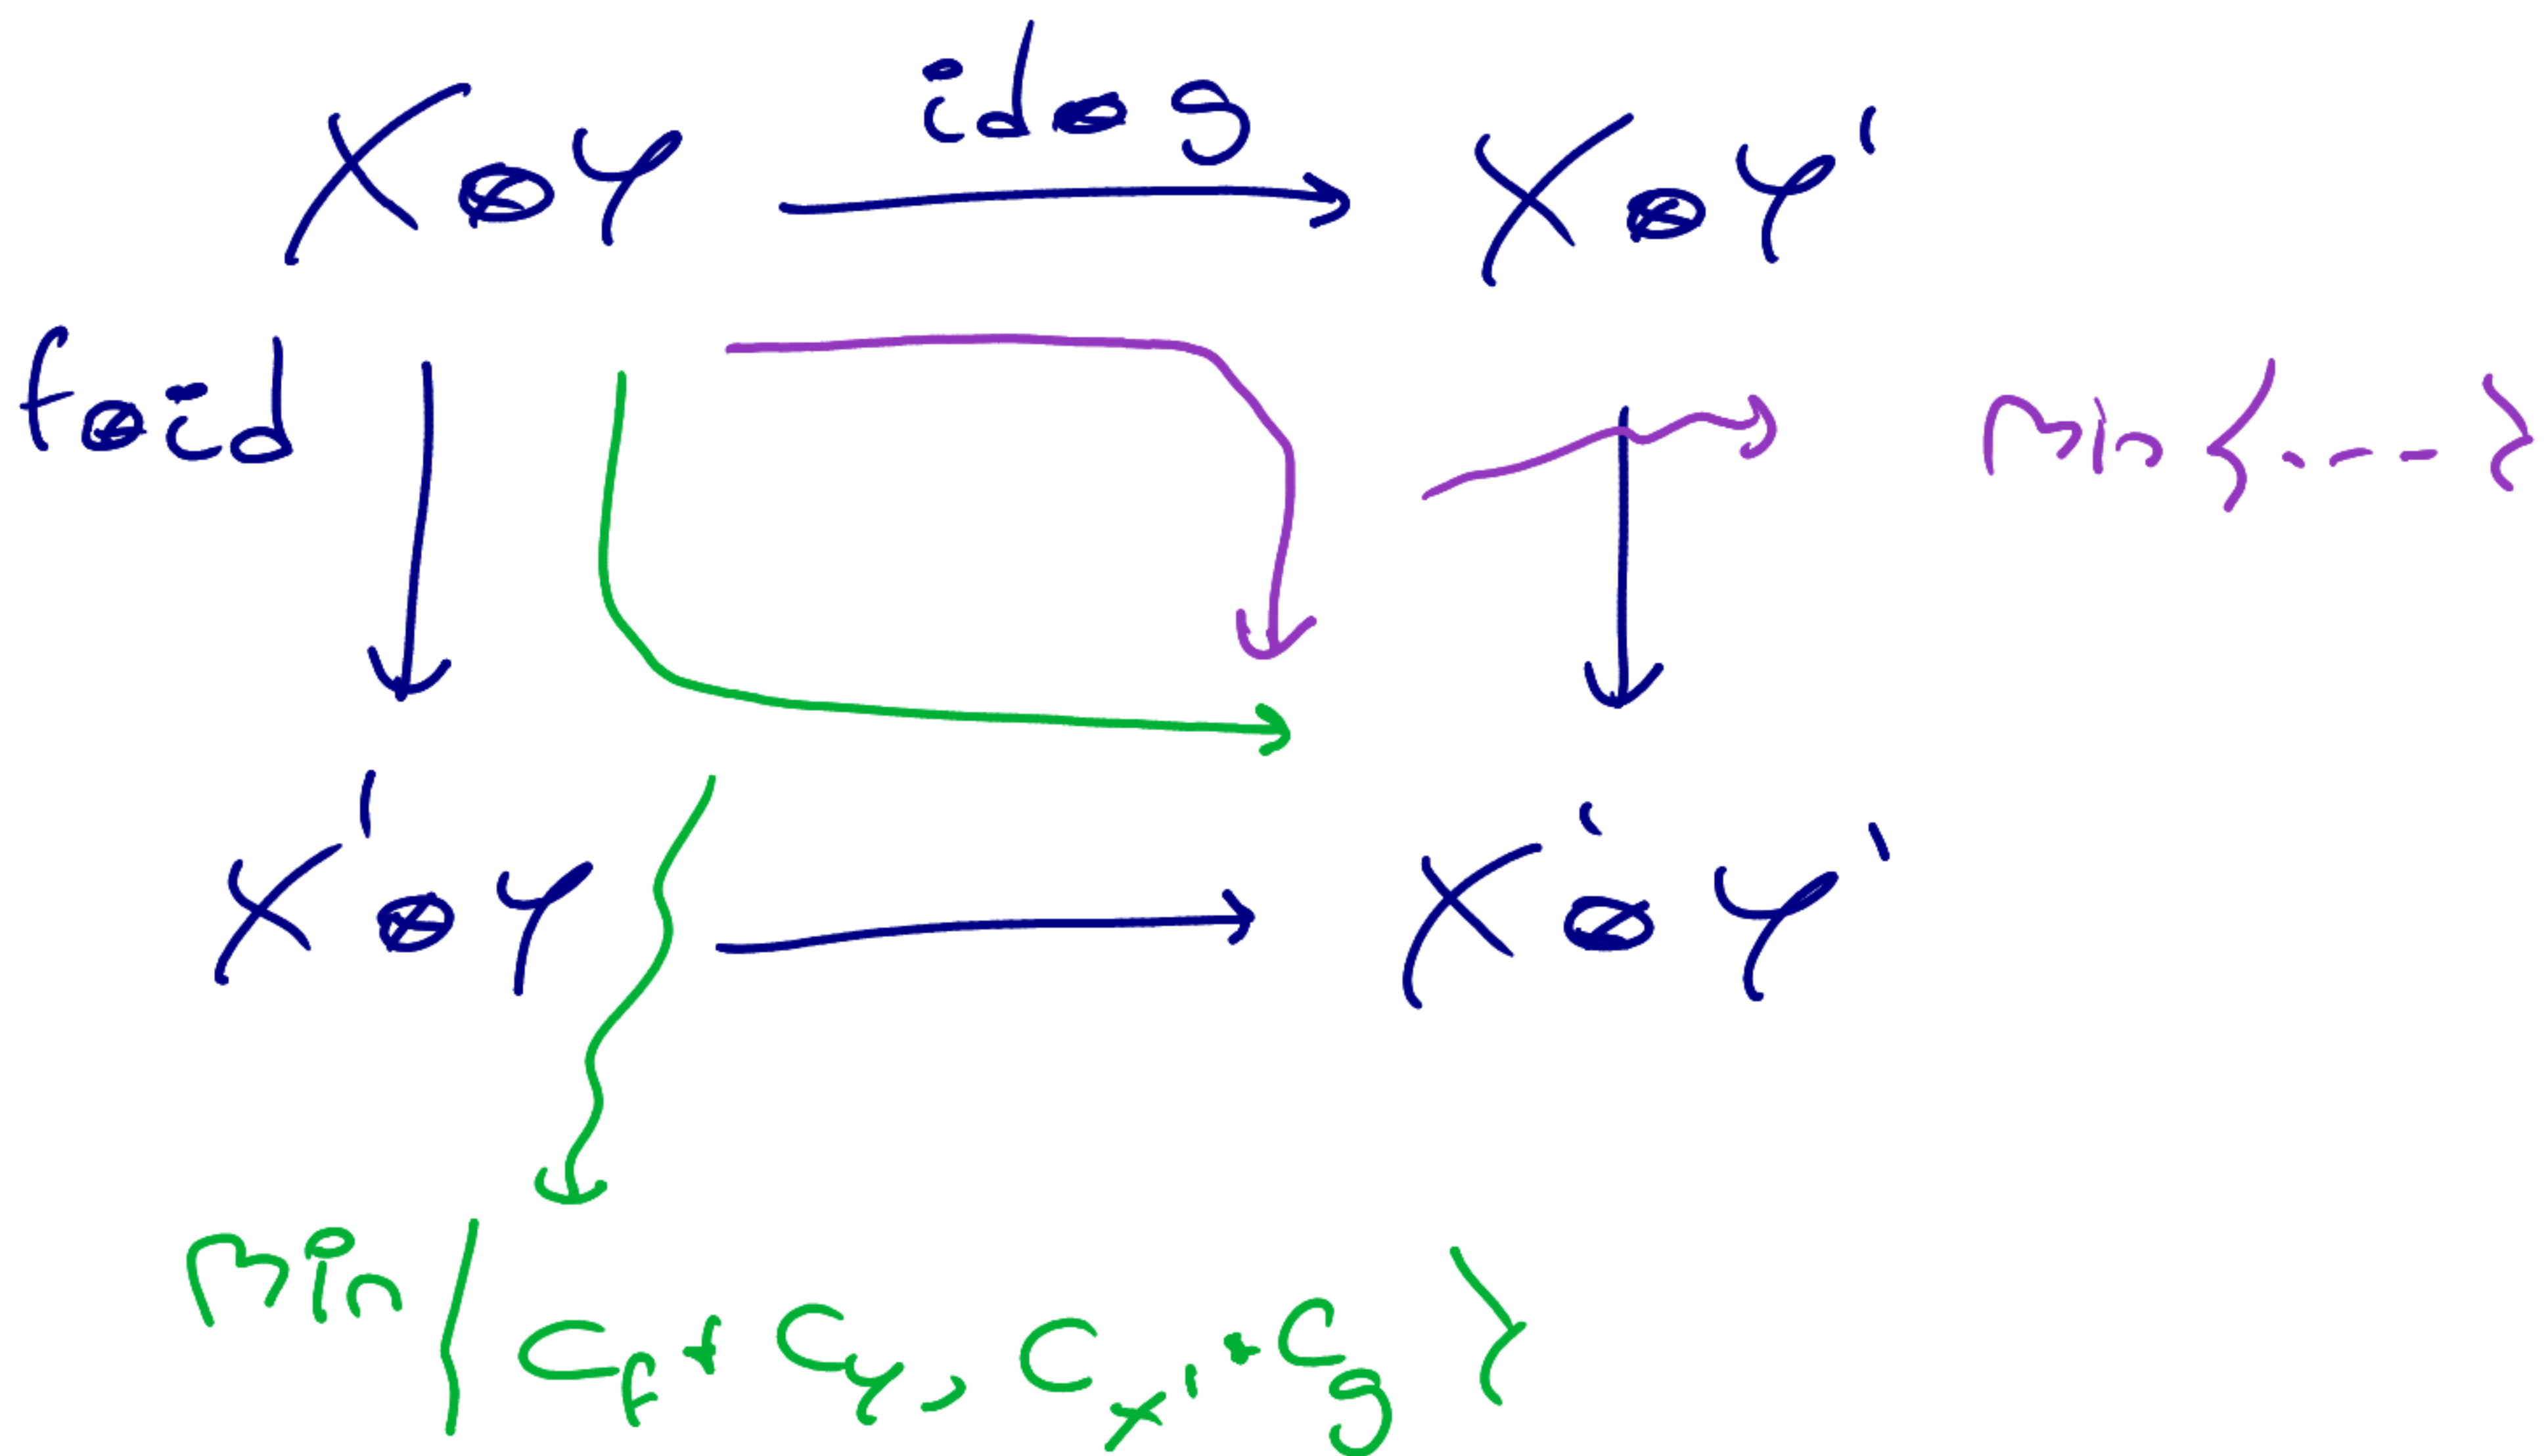 id⊗g
X⊗Y X⊗Y'
f⊗id min{...}
X'⊗Y X'⊗Y'
min{C_f + C_Y, C_X' + C_g}